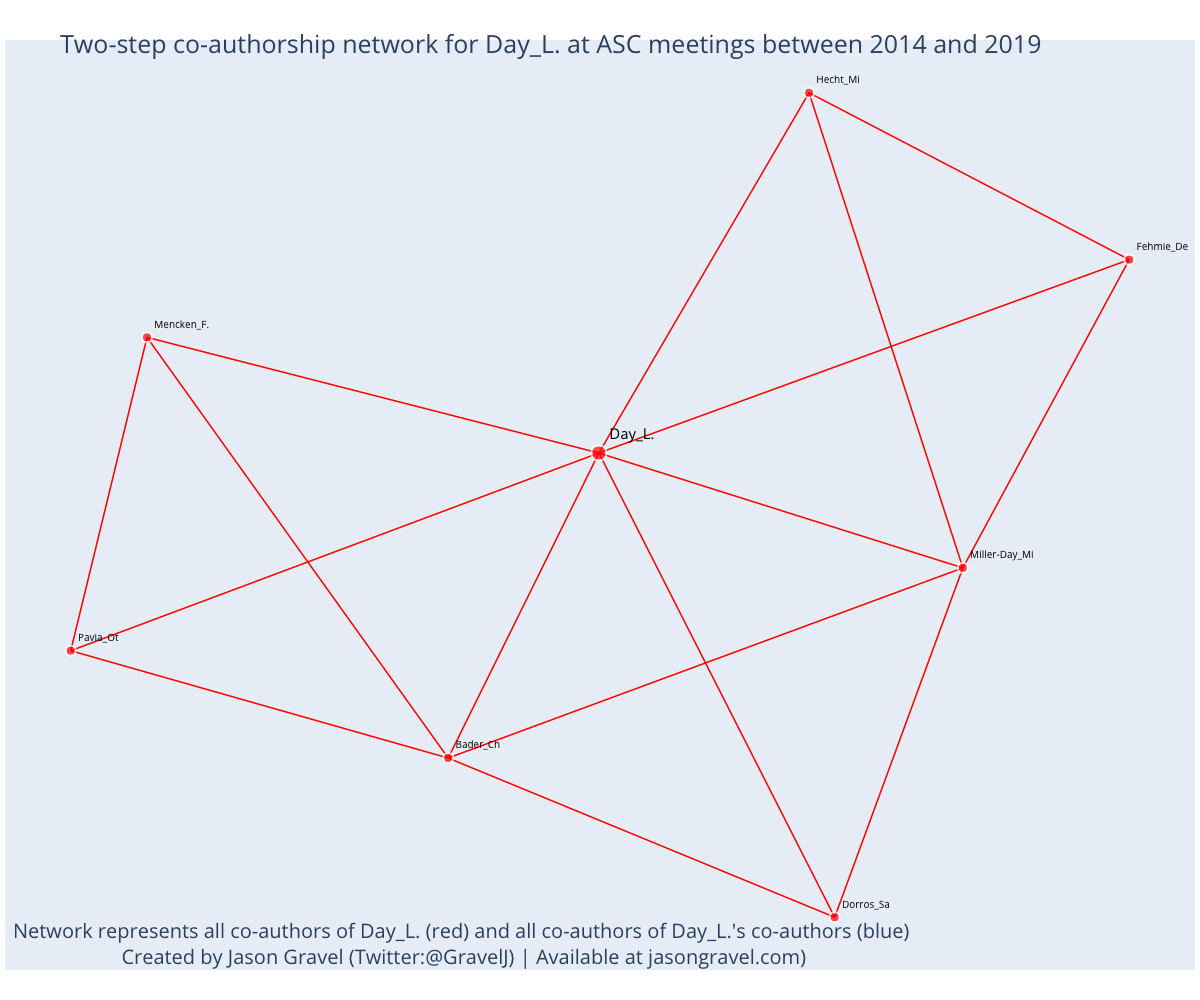 Two-step co-authorship network for Day_L. at ASC meetings between 2014 and 2019
Hecht_Mi
Fehmie_De
Mencken_F.
Day_L.
Miller-Day_Mi
Pavia_Ot
Bader_Ch
Dorros_Sa
Network represents all co-authors of Day_L. (red) and all co-authors of Day_L.'s co-authors (blue)
Created by Jason Gravel (Twitter:@GravelJ) | Available at jasongravel.com)